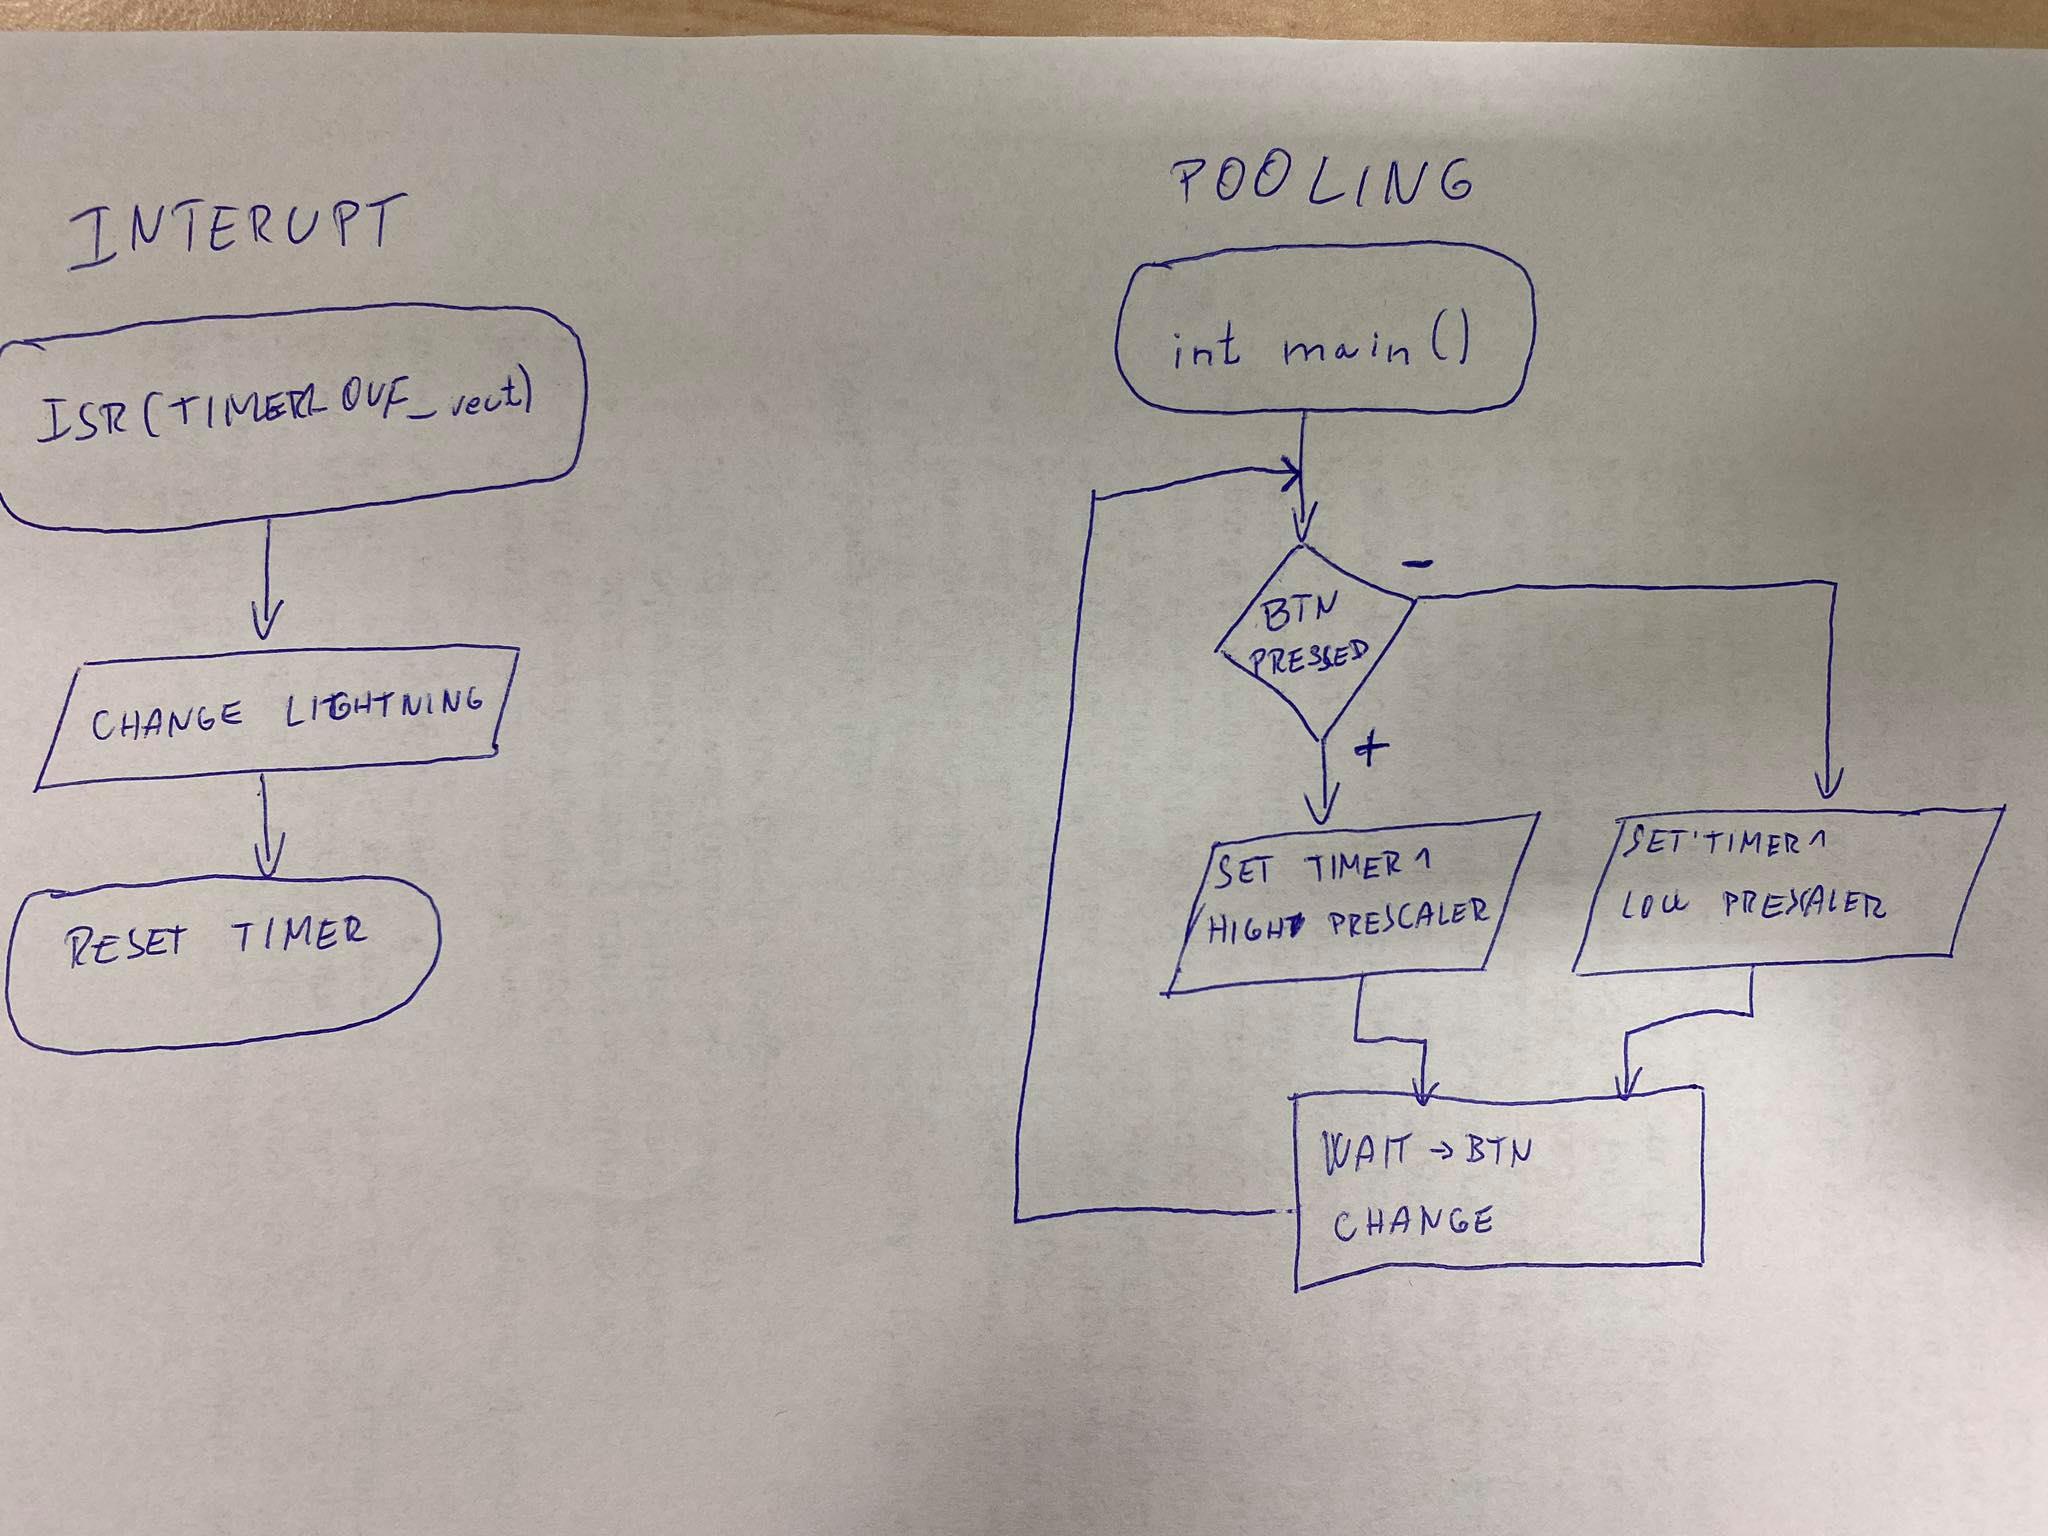 INTERUPT
ISR(TIMER1_OVF_vect)
CHANGE LIGHTNING
RESET TIMER
POOLING
int main()
BTN
PRESSED
-
+
SET TIMER1
HIGH PRESCALER
SET TIMER1
LOW PRESCALER
WAIT → BTN
CHANGE